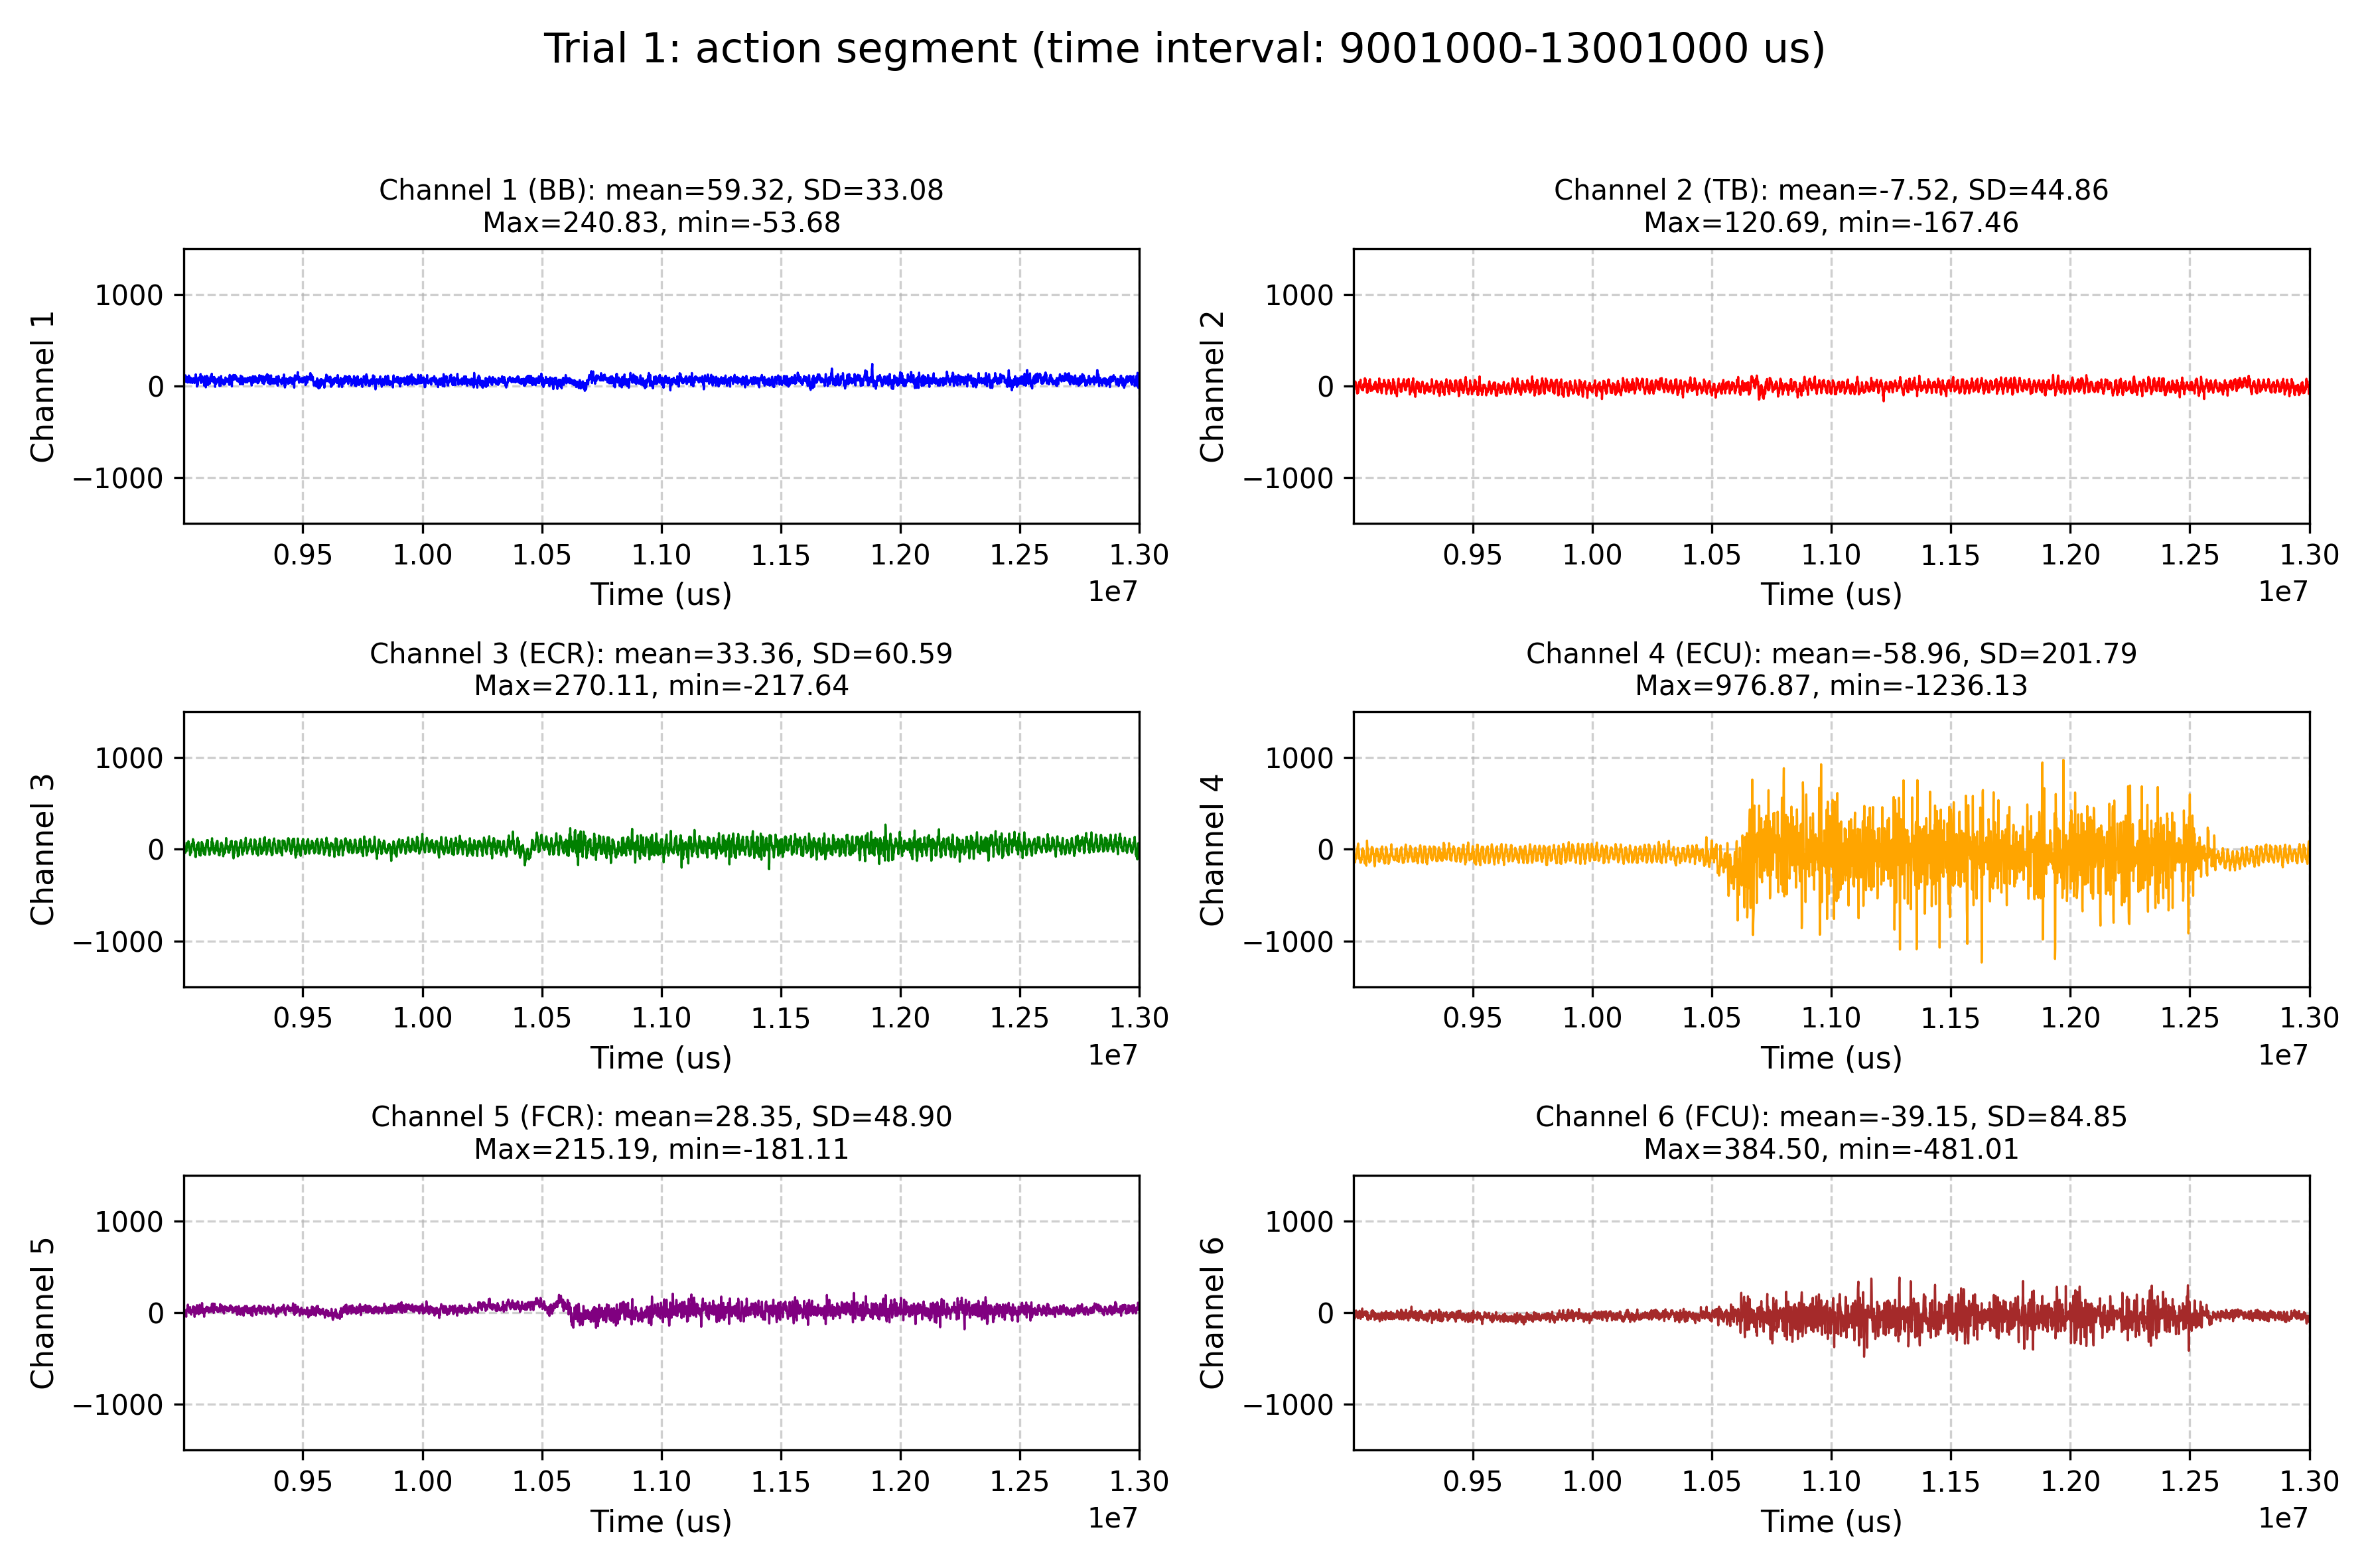 Trial 1: action segment (time interval: 9001000-13001000 us)
Channel 1 (BB): mean=59.32, SD=33.08
Max=240.83, min=-53.68
Channel 1
1000
0
−1000
0.95 1.00 1.05 1.10 1.15 1.20 1.25 1.30
Time (us)
1e7
Channel 2 (TB): mean=-7.52, SD=44.86
Max=120.69, min=-167.46
Channel 2
1000
0
−1000
0.95 1.00 1.05 1.10 1.15 1.20 1.25 1.30
Time (us)
1e7
Channel 3 (ECR): mean=33.36, SD=60.59
Max=270.11, min=-217.64
Channel 3
1000
0
−1000
0.95 1.00 1.05 1.10 1.15 1.20 1.25 1.30
Time (us)
1e7
Channel 4 (ECU): mean=-58.96, SD=201.79
Max=976.87, min=-1236.13
Channel 4
1000
0
−1000
0.95 1.00 1.05 1.10 1.15 1.20 1.25 1.30
Time (us)
1e7
Channel 5 (FCR): mean=28.35, SD=48.90
Max=215.19, min=-181.11
Channel 5
1000
0
−1000
0.95 1.00 1.05 1.10 1.15 1.20 1.25 1.30
Time (us)
1e7
Channel 6 (FCU): mean=-39.15, SD=84.85
Max=384.50, min=-481.01
Channel 6
1000
0
−1000
0.95 1.00 1.05 1.10 1.15 1.20 1.25 1.30
Time (us)
1e7